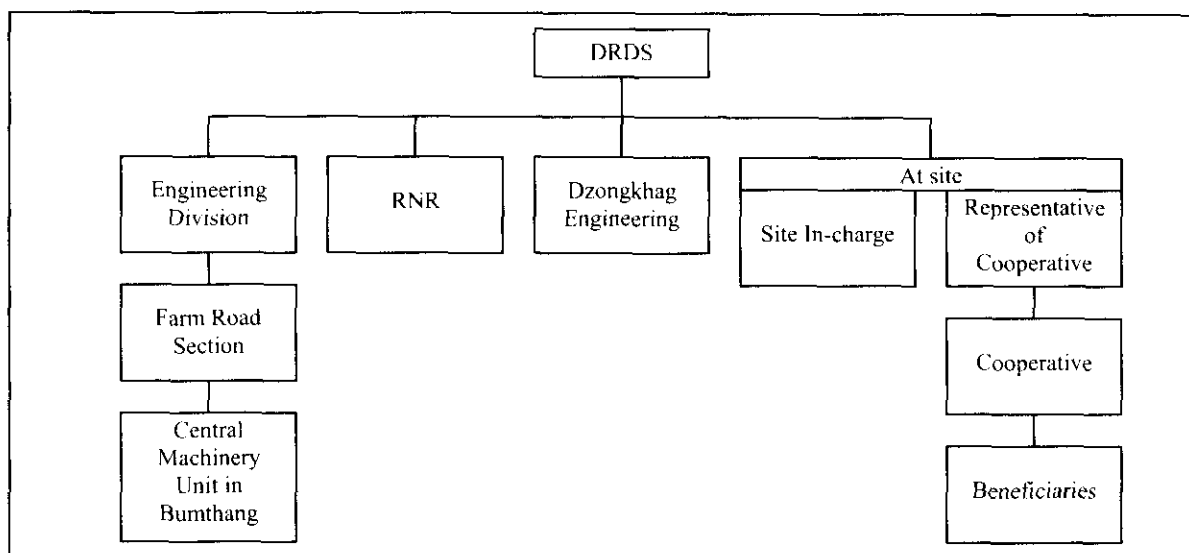 DRDS
Engineering
Division
RNR
Dzongkhag
Engineering
At site
Site In-charge
Representative
of
Cooperative
Farm Road
Section
Cooperative
Central
Machinery
Unit in
Bumthang
Beneficiaries